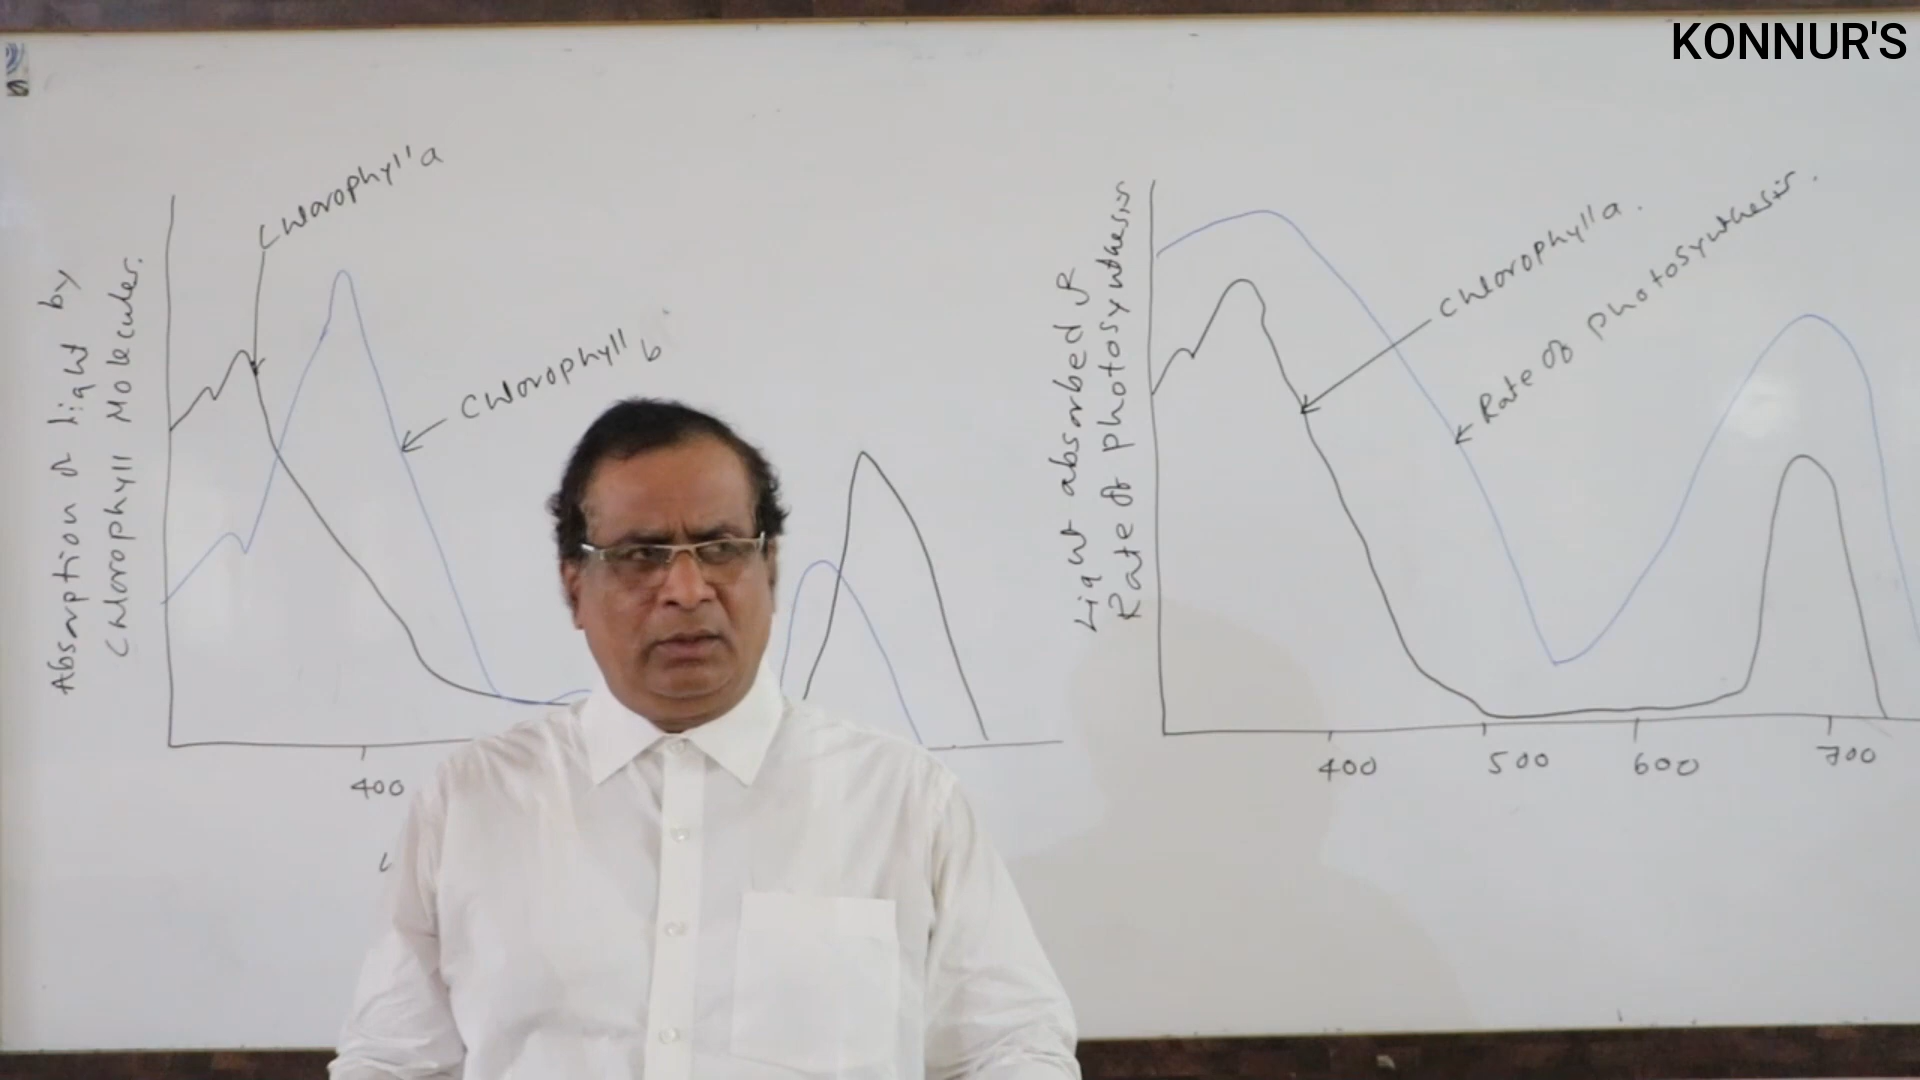 KONNUR'S
Chlorophyll a
Chlorophyll b
Absorption of light by
Chlorophyll Molecules.
400
Light absorbed &
Rate of photosynthesis
Chlorophyll a.
Rate of photosynthesis.
400 500 600 700